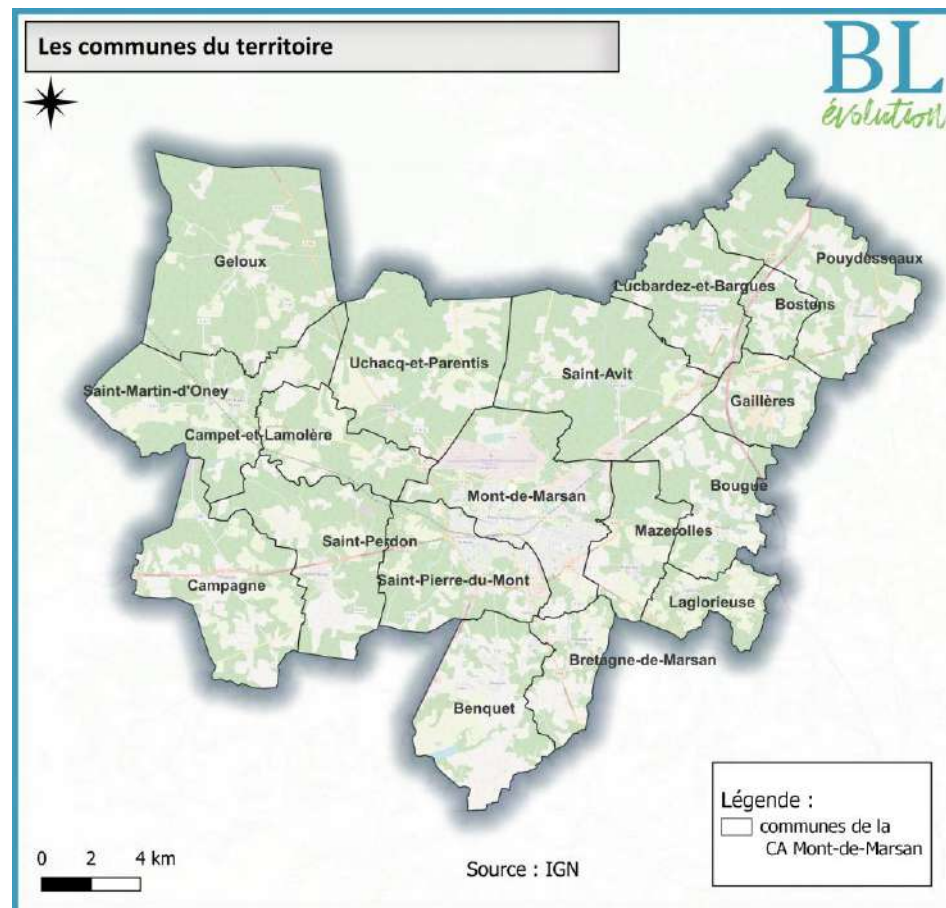 Les communes du territoire
BL
évolution
Pouydesseaux
Geloux
Lucbardez-et-Bargues
Bostens
Uchacq-et-Parentis
Saint-Avit
Saint-Martin-d'Oney
Gaillères
Campet-et-Lamolère
Bougue
Mont-de-Marsan
Mazerolles
Saint-Perdon
Saint-Pierre-du-Mont
Campagne
Laglorieuse
Bretagne-de-Marsan
Benquet
Légende :
communes de la
CA Mont-de-Marsan
0 2 4 km
Source : IGN